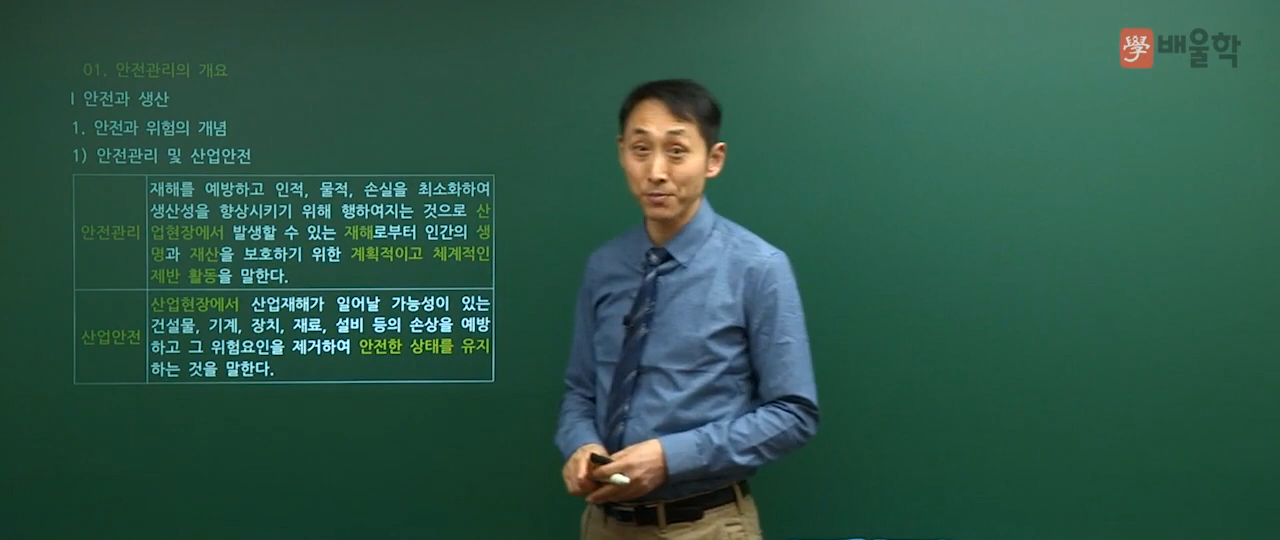 學 배울학
01. 안전관리의 개요
I 안전과 생산
1. 안전과 위험의 개념
1) 안전관리 및 산업안전
안전관리
재해를 예방하고 인적, 물적, 손실을 최소화하여
생산성을 향상시키기 위해 행하여지는 것으로 산
업현장에서 발생할 수 있는 재해로부터 인간의 생
명과 재산을 보호하기 위한 계획적이고 체계적인
제반 활동을 말한다.
산업안전
산업현장에서 산업재해가 일어날 가능성이 있는
건설물, 기계, 장치, 재료, 설비 등의 손상을 예방
하고 그 위험요인을 제거하여 안전한 상태를 유지
하는 것을 말한다.